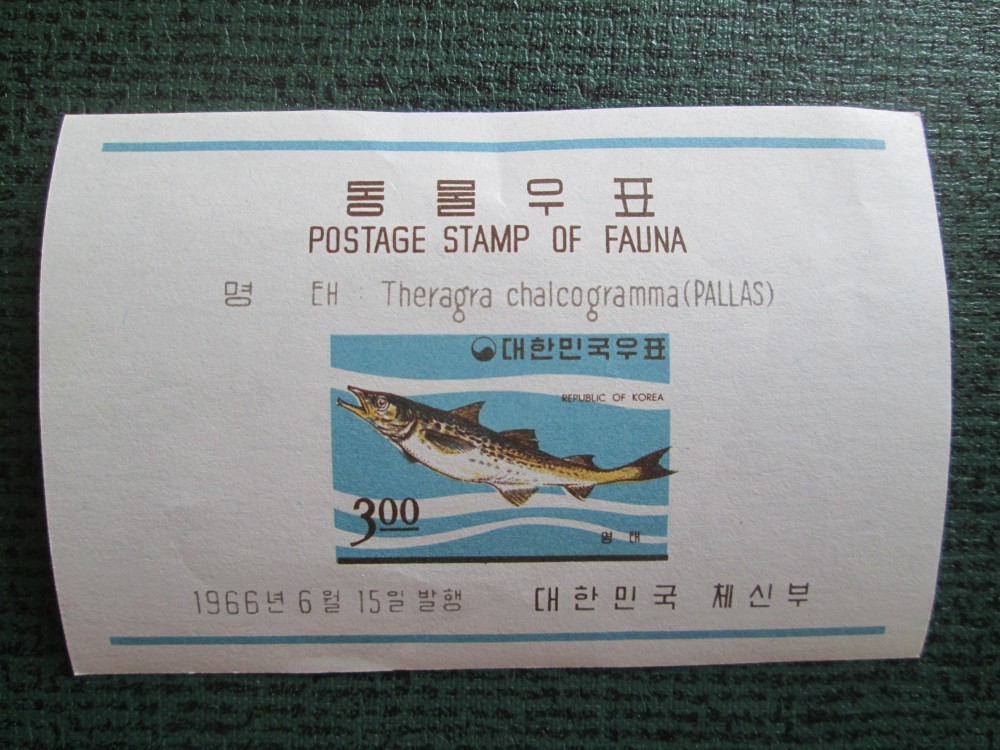 동물우표
POSTAGE STAMP OF FAUNA
명 태 : Theragra chalcogramma(PALLAS)
대한민국우표
REPUBLIC OF KOREA
300
명 태
1966년 6월 15일 발행 대한민국 체신부